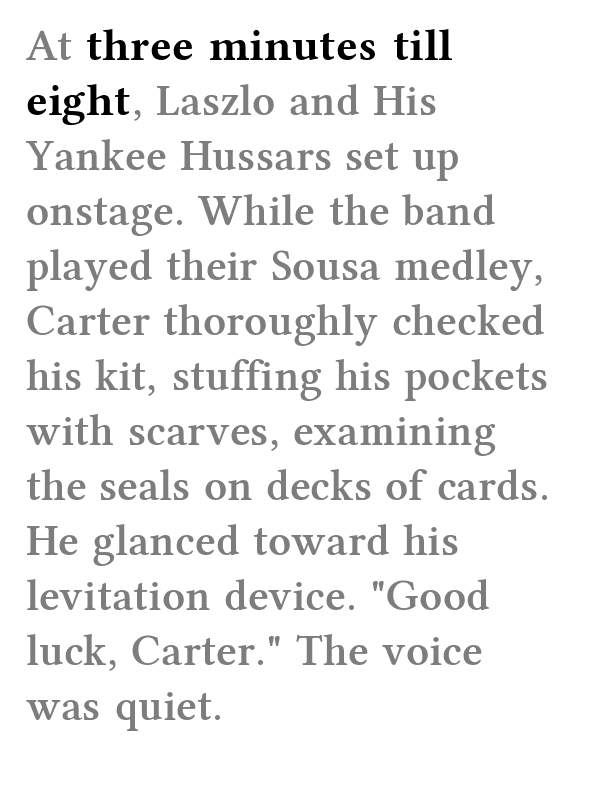 At three minutes till
eight, Laszlo and His
Yankee Hussars set up
onstage. While the band
played their Sousa medley,
Carter thoroughly checked
his kit, stuffing his pockets
with scarves, examining
the seals on decks of cards.
He glanced toward his
levitation device. "Good
luck, Carter." The voice
was quiet.